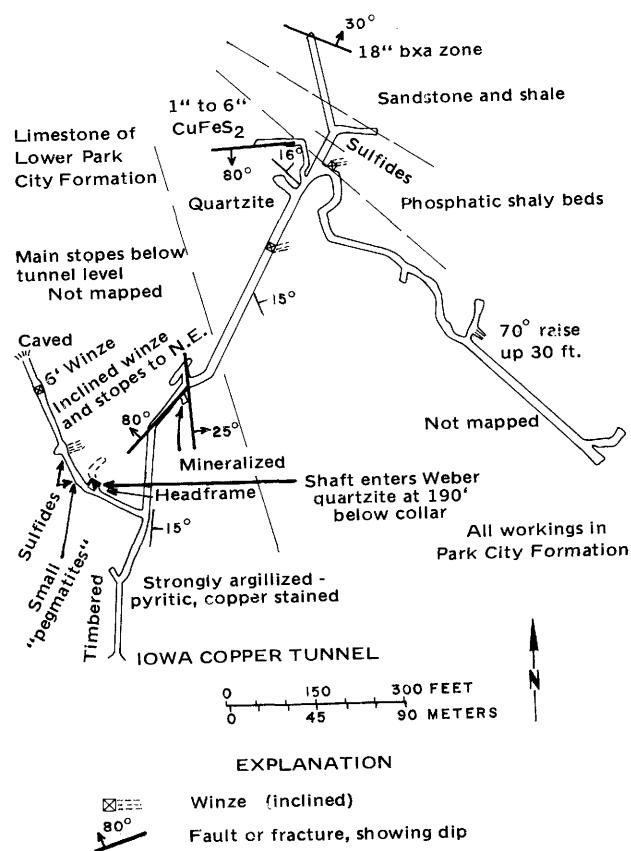 30°
18" bxa zone
Sandstone and shale
1" to 6"
CuFeS2
Limestone of
Lower Park
City Formation
80°
16°
Sulfides
Quartzite
Phosphatic shaly beds
Main stopes below
tunnel level
Not mapped
15°
Caved
6' Winze
Inclined winze
and stopes to N.E.
70° raise
up 30 ft.
80°
25°
Not mapped
Mineralized
Headframe
Shaft enters Weber
quartzite at 190'
below collar
Sulfides
Small
"pegmatites"
15°
All workings in
Park City Formation
Timbered
Strongly argillized -
pyritic, copper stained
IOWA COPPER TUNNEL
N
0 150 300 FEET
0 45 90 METERS
EXPLANATION
Winze (inclined)
80°
Fault or fracture, showing dip